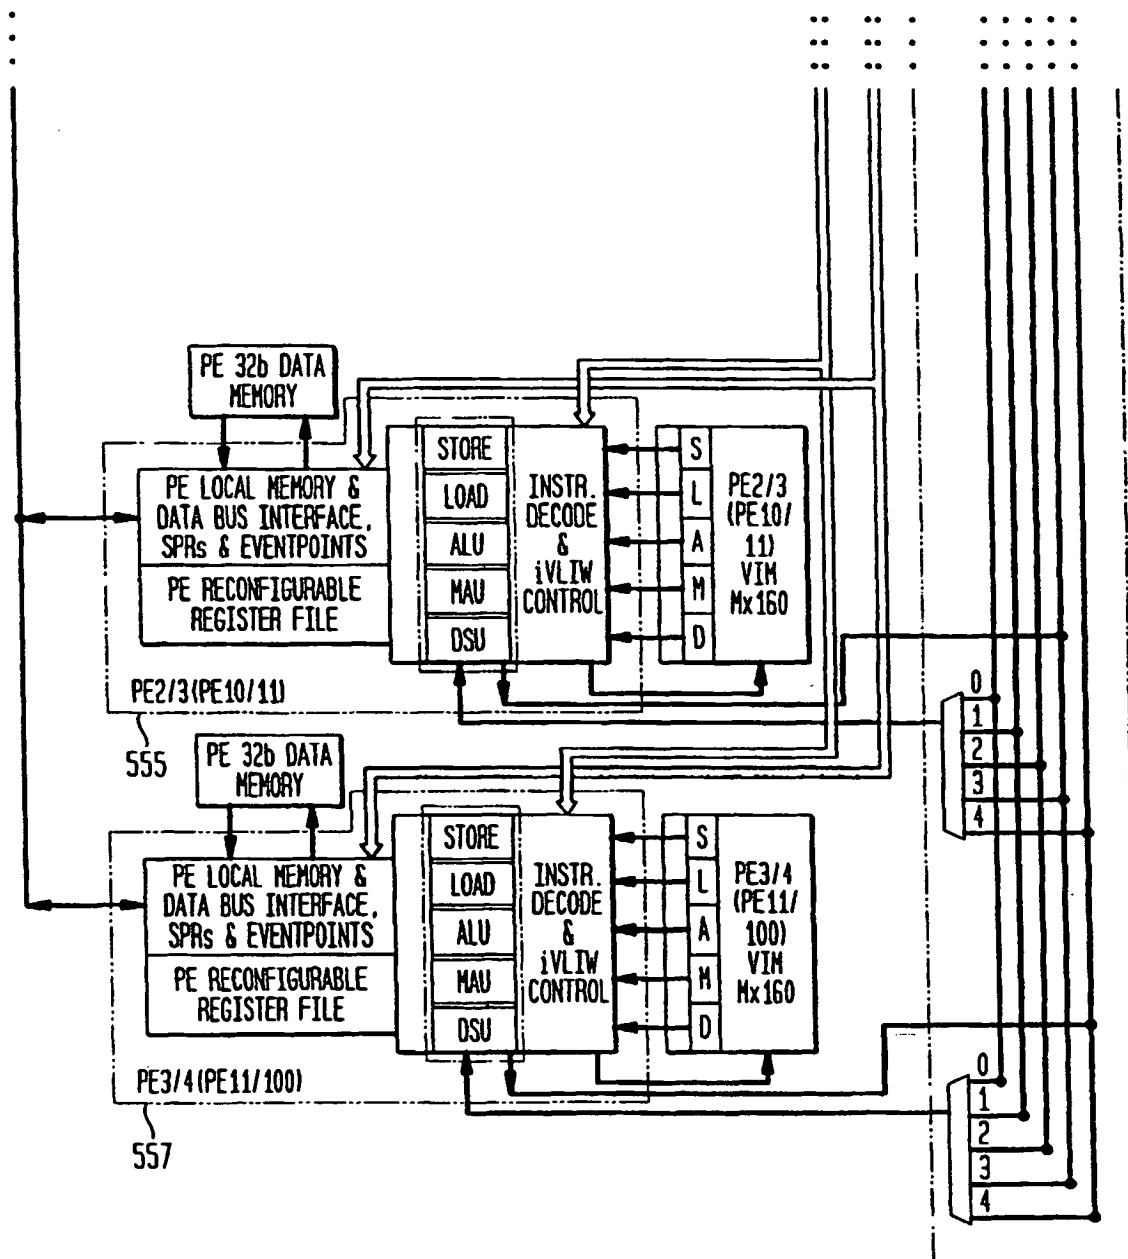 PE 32b DATA
MEMORY
PE LOCAL MEMORY &
DATA BUS INTERFACE,
SPRs & EVENTPOINTS
PE RECONFIGURABLE
REGISTER FILE
STORE
LOAD
ALU
MAU
DSU
INSTR.
DECODE
&
iVLIW
CONTROL
S
L
A
M
D
PE2/3
(PE10/
11)
VIM
Mx160
PE2/3(PE10/11)
555
0
1
2
3
4
PE 32b DATA
MEMORY
PE LOCAL MEMORY &
DATA BUS INTERFACE,
SPRs & EVENTPOINTS
PE RECONFIGURABLE
REGISTER FILE
STORE
LOAD
ALU
MAU
DSU
INSTR.
DECODE
&
iVLIW
CONTROL
S
L
A
M
D
PE3/4
(PE11/
100)
VIM
Mx160
PE3/4(PE11/100)
557
0
1
2
3
4